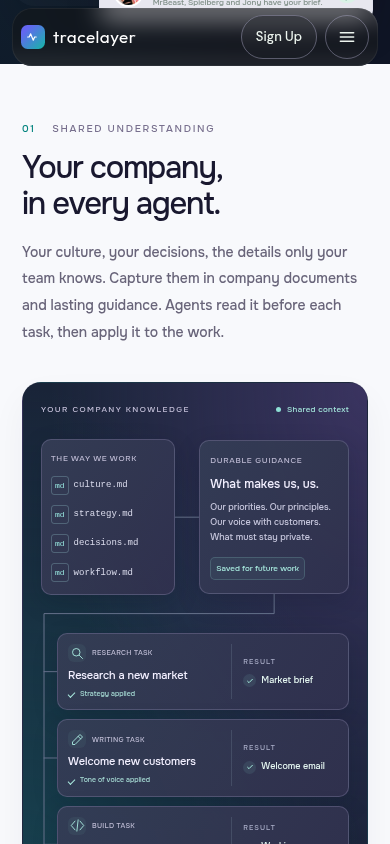 MrBeast, Spielberg and Jony have your brief.
tracelayer
Sign Up
01 SHARED UNDERSTANDING
Your company,
in every agent.
Your culture, your decisions, the details only your
team knows. Capture them in company documents
and lasting guidance. Agents read it before each
task, then apply it to the work.
YOUR COMPANY KNOWLEDGE
Shared context
THE WAY WE WORK
md culture.md
md strategy.md
md decisions.md
md workflow.md
DURABLE GUIDANCE
What makes us, us.
Our priorities. Our principles.
Our voice with customers.
What must stay private.
Saved for future work
RESEARCH TASK
Research a new market
Strategy applied
RESULT
Market brief
WRITING TASK
Welcome new customers
Tone of voice applied
RESULT
Welcome email
BUILD TASK
RESULT